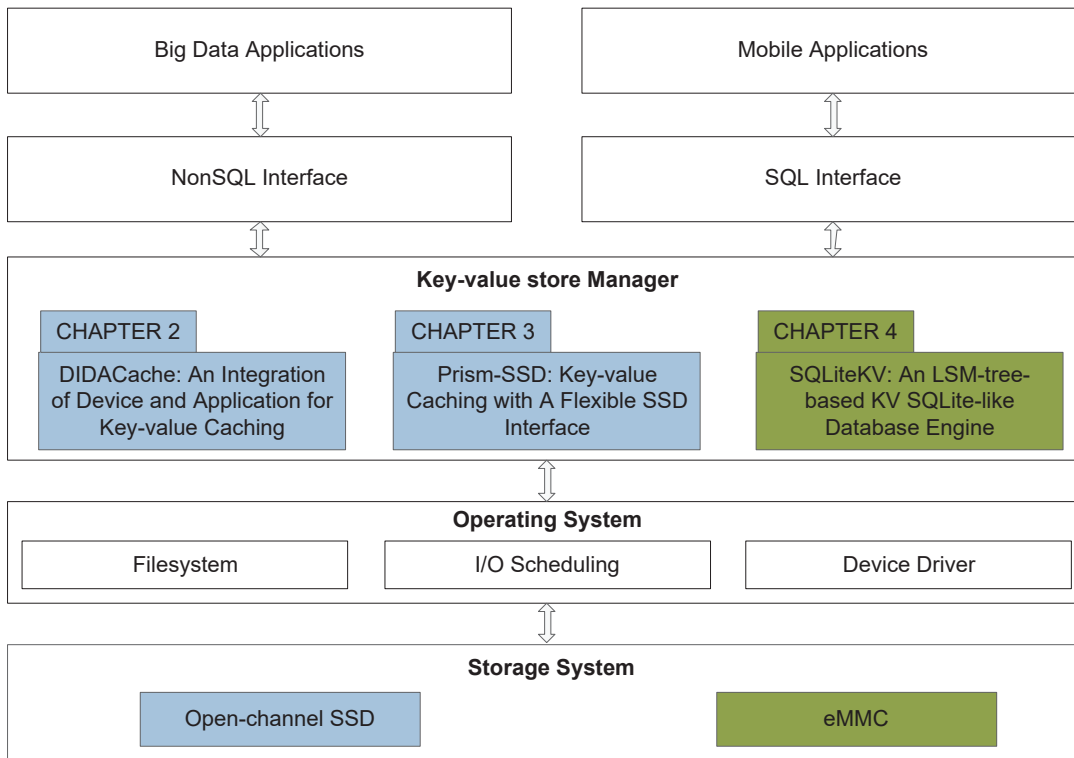 Big Data Applications
Mobile Applications
NonSQL Interface
SQL Interface
Key-value store Manager
CHAPTER 2
DIDACache: An Integration
of Device and Application for
Key-value Caching
CHAPTER 3
Prism-SSD: Key-value
Caching with A Flexible SSD
Interface
CHAPTER 4
SQLiteKV: An LSM-tree-
based KV SQLite-like
Database Engine
Operating System
Filesystem
I/O Scheduling
Device Driver
Storage System
Open-channel SSD
eMMC